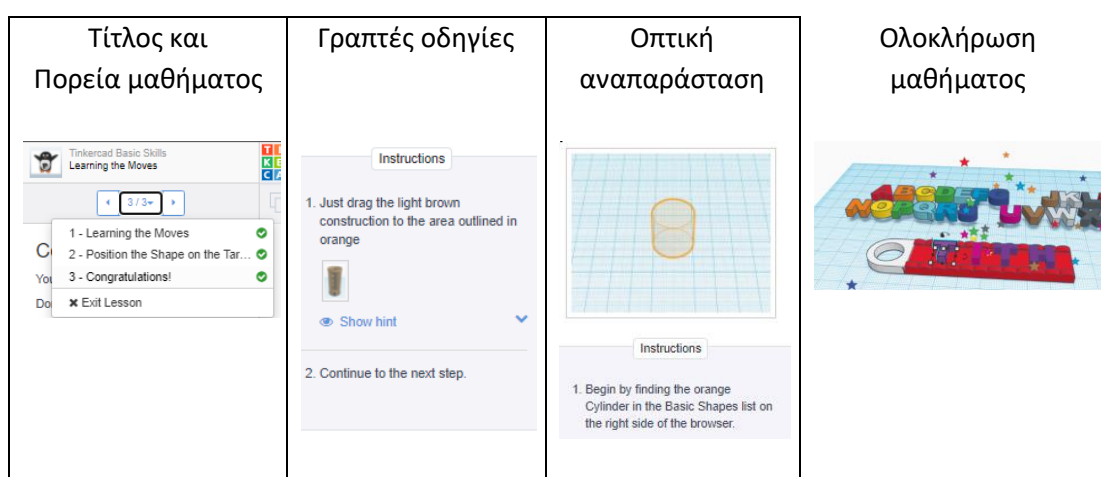 Τίτλος και
Πορεία μαθήματος
Tinkercad Basic Skills
Learning the Moves
3 / 3
1 - Learning the Moves
2 - Position the Shape on the Tar...
3 - Congratulations!
Exit Lesson
Γραπτές οδηγίες
Instructions
1. Just drag the light brown
construction to the area outlined in
orange
Show hint
2. Continue to the next step.
Οπτική
αναπαράσταση
Instructions
1. Begin by finding the orange
Cylinder in the Basic Shapes list on
the right side of the browser.
Ολοκλήρωση
μαθήματος